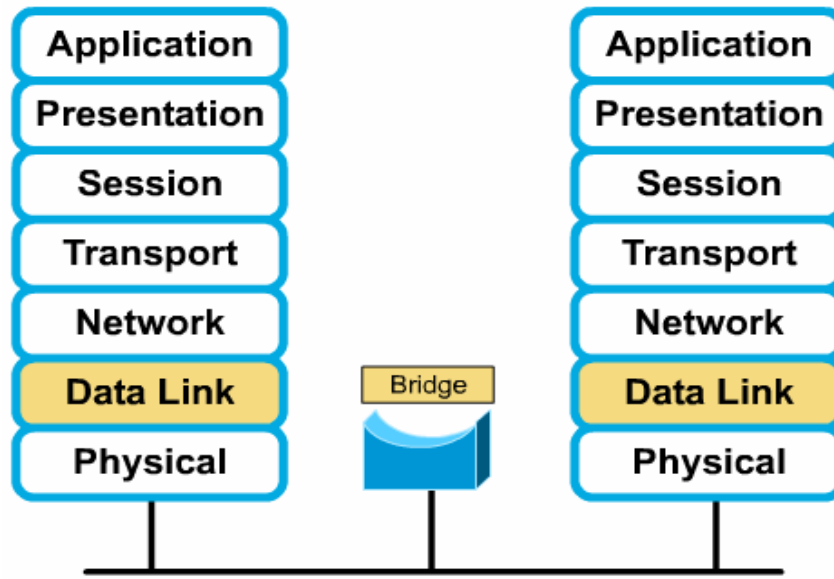 Application
Presentation
Session
Transport
Network
Data Link
Physical
Bridge
Application
Presentation
Session
Transport
Network
Data Link
Physical